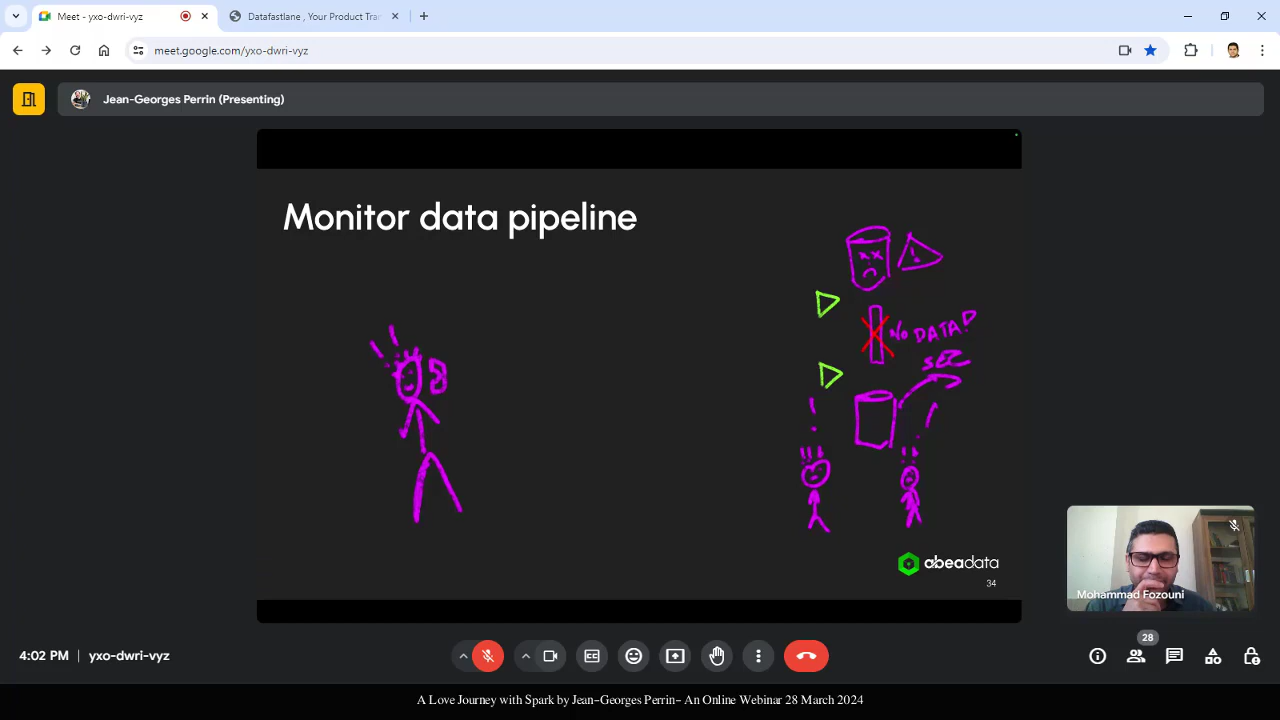 Meet - yxo-dwri-vyz
Datafastlane , Your Product Tra
meet.google.com/yxo-dwri-vyz
Jean-Georges Perrin (Presenting)
Monitor data pipeline
!
NO DATA?
SEC
abeadata
34
Mohammad Fozouni
4:02 PM | yxo-dwri-vyz
CC
28
A Love Journey with Spark by Jean-Georges Perrin- An Online Webinar 28 March 2024